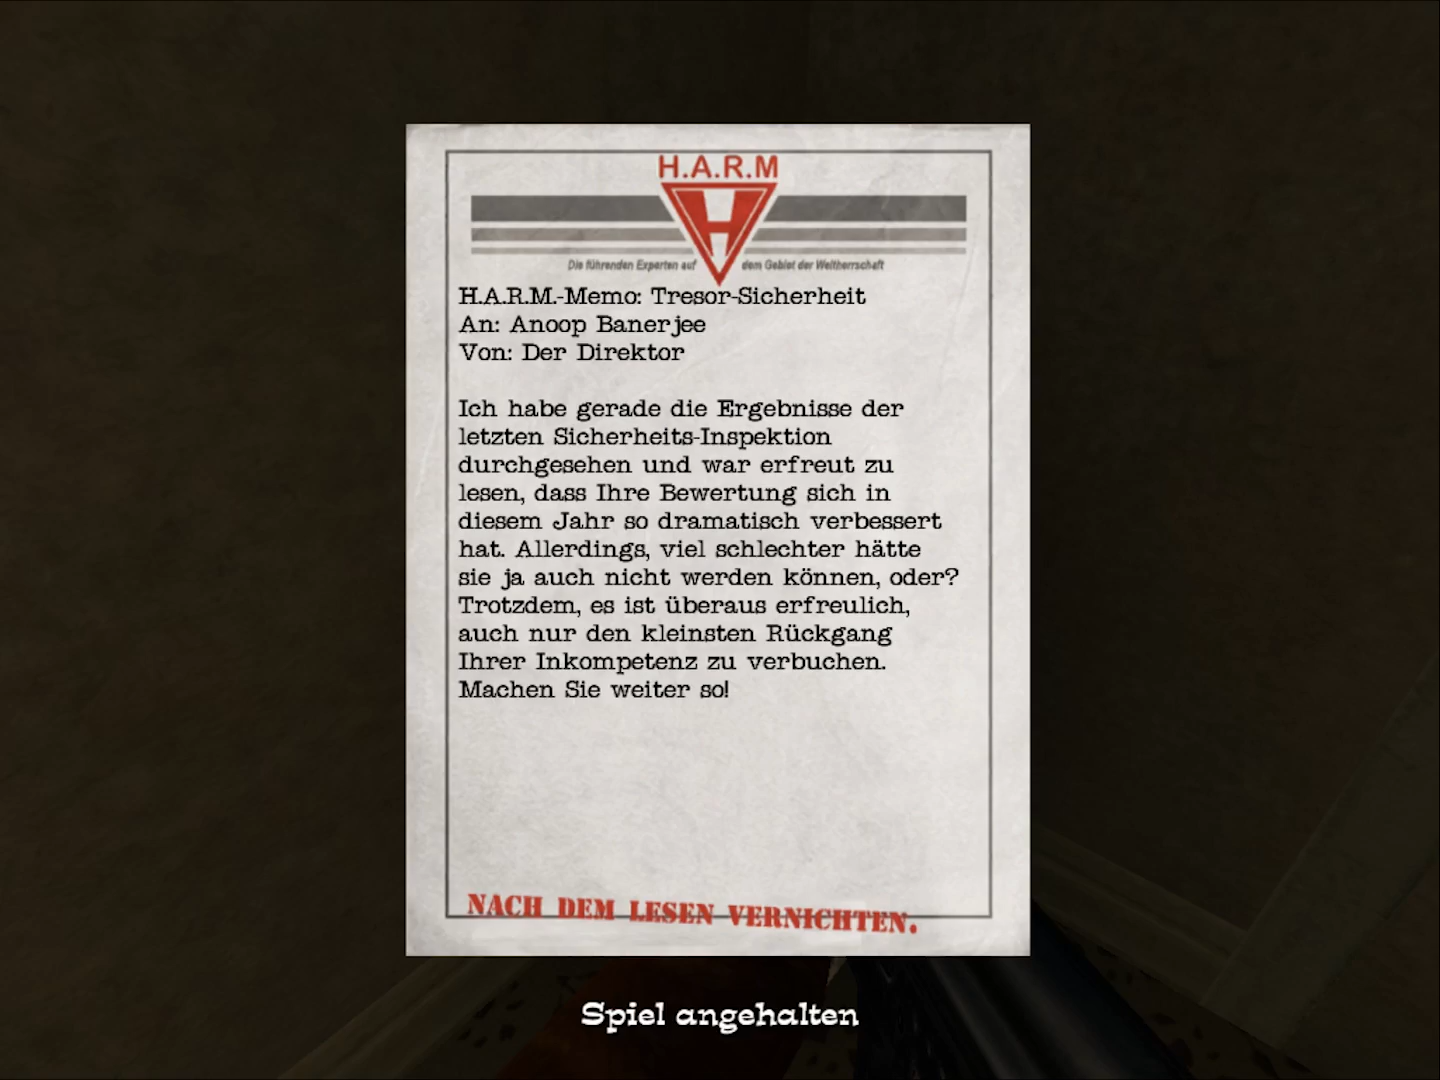 H.A.R.M
H
Die führenden Experten auf dem Gebiet der Weltherrschaft
H.A.R.M.-Memo: Tresor-Sicherheit
An: Anoop Banerjee
Von: Der Direktor
Ich habe gerade die Ergebnisse der
letzten Sicherheits-Inspektion
durchgesehen und war erfreut zu
lesen, dass Ihre Bewertung sich in
diesem Jahr so dramatisch verbessert
hat. Allerdings, viel schlechter hätte
sie ja auch nicht werden können, oder?
Trotzdem, es ist überaus erfreulich,
auch nur den kleinsten Rückgang
Ihrer Inkompetenz zu verbuchen.
Machen Sie weiter so!
NACH DEM LESEN VERNICHTEN.
Spiel angehalten